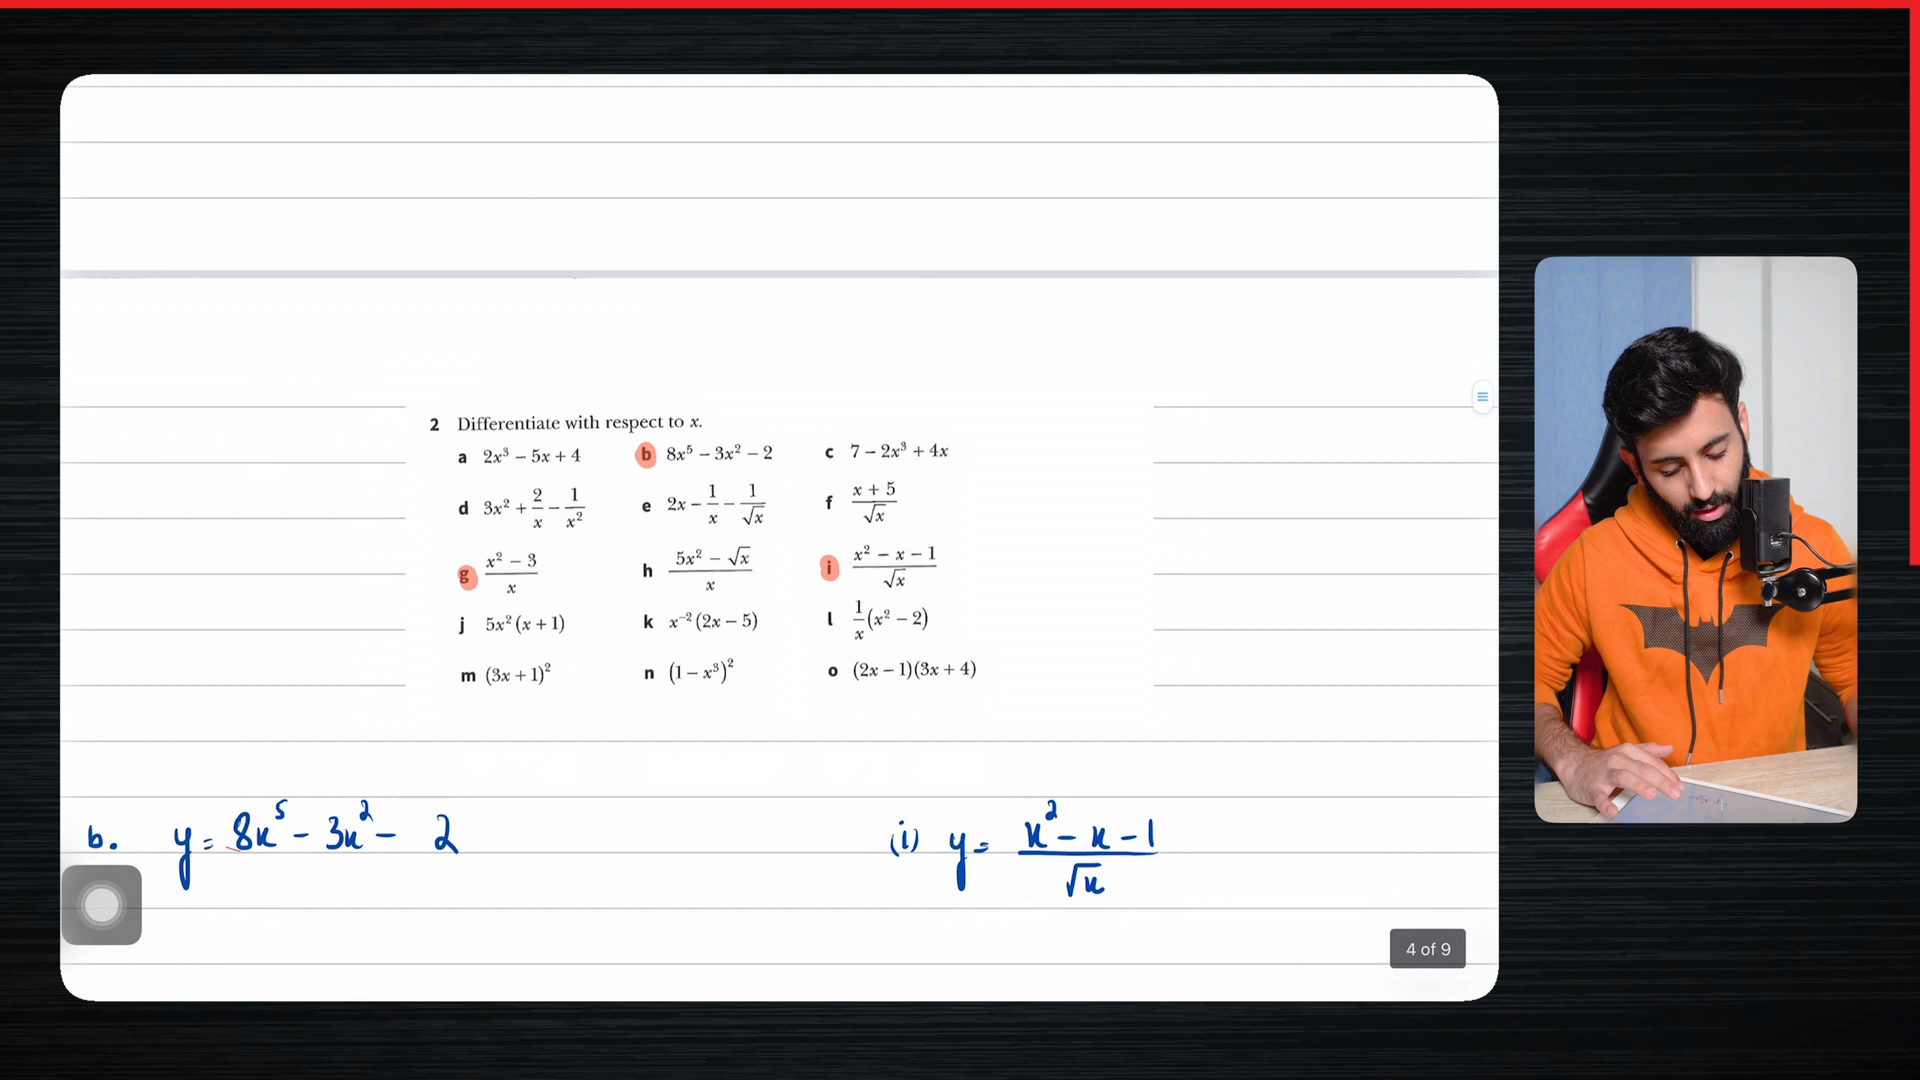 2 Differentiate with respect to x.
a 2x³ – 5x + 4 b 8x⁵ – 3x² – 2 c 7 – 2x³ + 4x
d 3x² + 2/x – 1/x² e 2x – 1/x – 1/√x f (x + 5)/√x
g (x² – 3)/x h (5x² – √x)/x i (x² – x – 1)/√x
j 5x² (x + 1) k x⁻² (2x – 5) l 1/x (x² – 2)
m (3x + 1)² n (1 – x³)² o (2x – 1)(3x + 4)
b. y = 8x⁵ – 3x² – 2 (i) y = (x² – x – 1)/√x
4 of 9